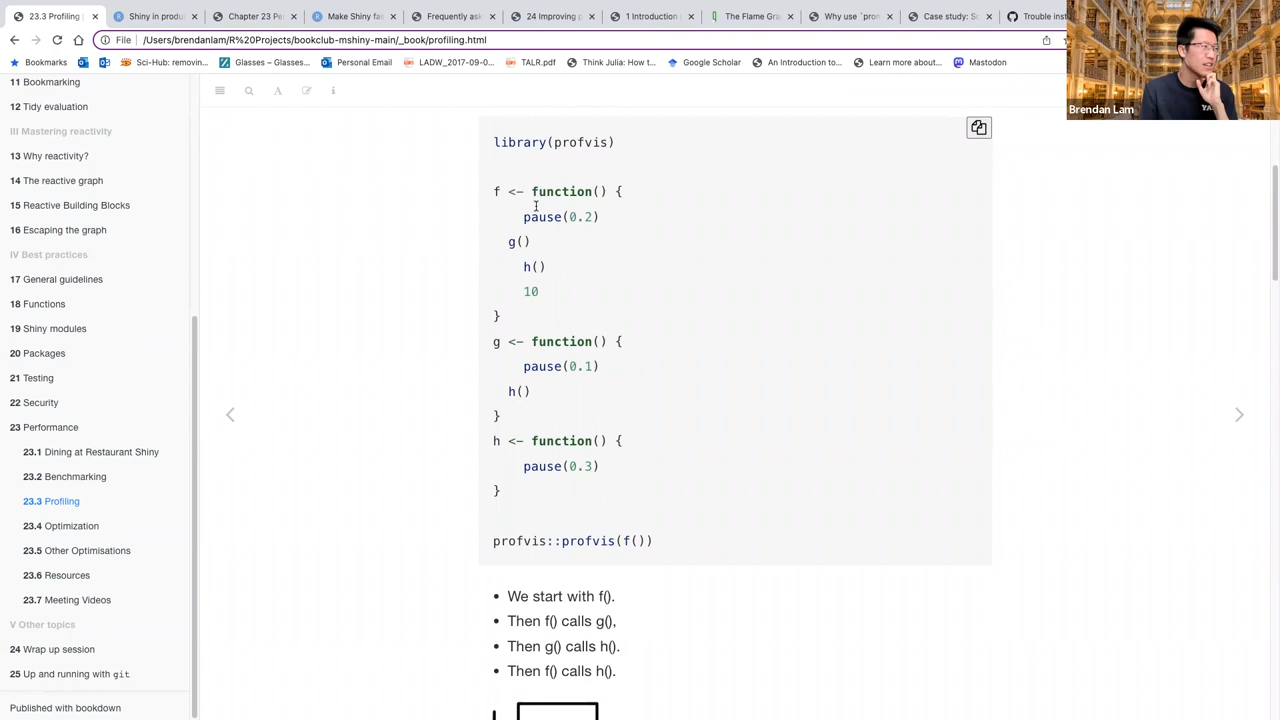 23.3 Profiling
Shiny in produ
Chapter 23 Pe
Make Shiny fas
Frequently ask
24 Improving p
1 Introduction
The Flame Gra
Why use `pron
Case study: S
Trouble inst
File
/Users/brendanlam/R%20Projects/bookclub-mshiny-main/_book/profiling.html
Bookmarks
Sci-Hub: removin...
Glasses – Glasses...
Personal Email
LADW_2017-09-0...
TALR.pdf
Think Julia: How t...
Google Scholar
An Introduction to...
Learn more about...
Mastodon
Brendan Lam
11 Bookmarking
12 Tidy evaluation
III Mastering reactivity
13 Why reactivity?
14 The reactive graph
15 Reactive Building Blocks
16 Escaping the graph
IV Best practices
17 General guidelines
18 Functions
19 Shiny modules
20 Packages
21 Testing
22 Security
23 Performance
23.1 Dining at Restaurant Shiny
23.2 Benchmarking
23.3 Profiling
23.4 Optimization
23.5 Other Optimisations
23.6 Resources
23.7 Meeting Videos
V Other topics
24 Wrap up session
25 Up and running with git
Published with bookdown
library(profvis)
f <- function() {
pause(0.2)
g()
h()
10
}
g <- function() {
pause(0.1)
h()
}
h <- function() {
pause(0.3)
}
profvis::profvis(f())
• We start with f().
• Then f() calls g(),
• Then g() calls h().
• Then f() calls h().